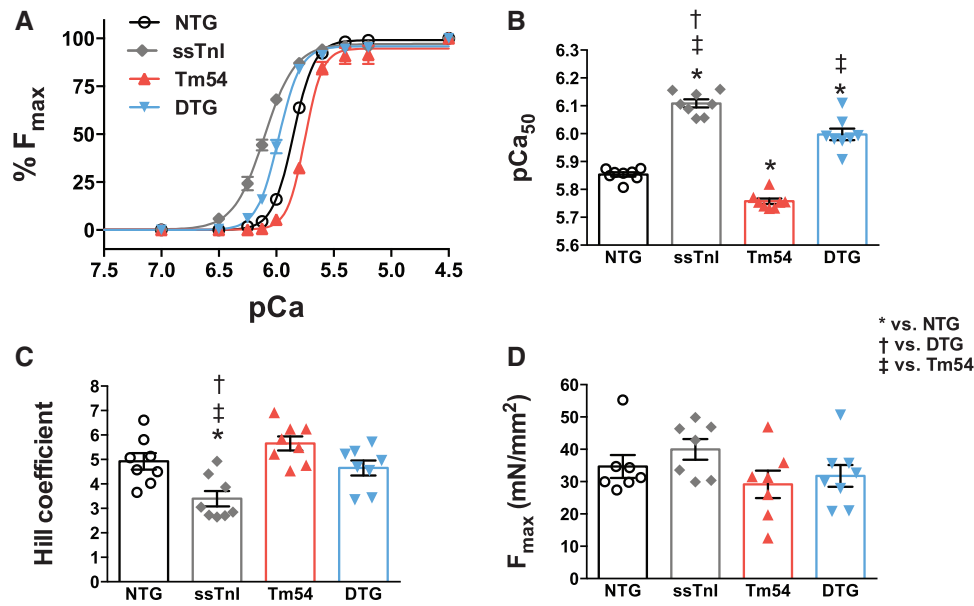 A
NTG
ssTnI
Tm54
DTG
% Fmax
100
75
50
25
0
7.5 7.0 6.5 6.0 5.5 5.0 4.5
pCa
B
† ‡ *
*
‡ *
pCa50
6.3
6.2
6.1
6.0
5.9
5.8
5.7
5.6
NTG ssTnI Tm54 DTG
* vs. NTG
† vs. DTG
‡ vs. Tm54
C
† ‡ *
Hill coefficient
8
7
6
5
4
3
2
1
0
NTG ssTnI Tm54 DTG
D
Fmax (mN/mm²)
60
50
40
30
20
10
0
NTG ssTnI Tm54 DTG